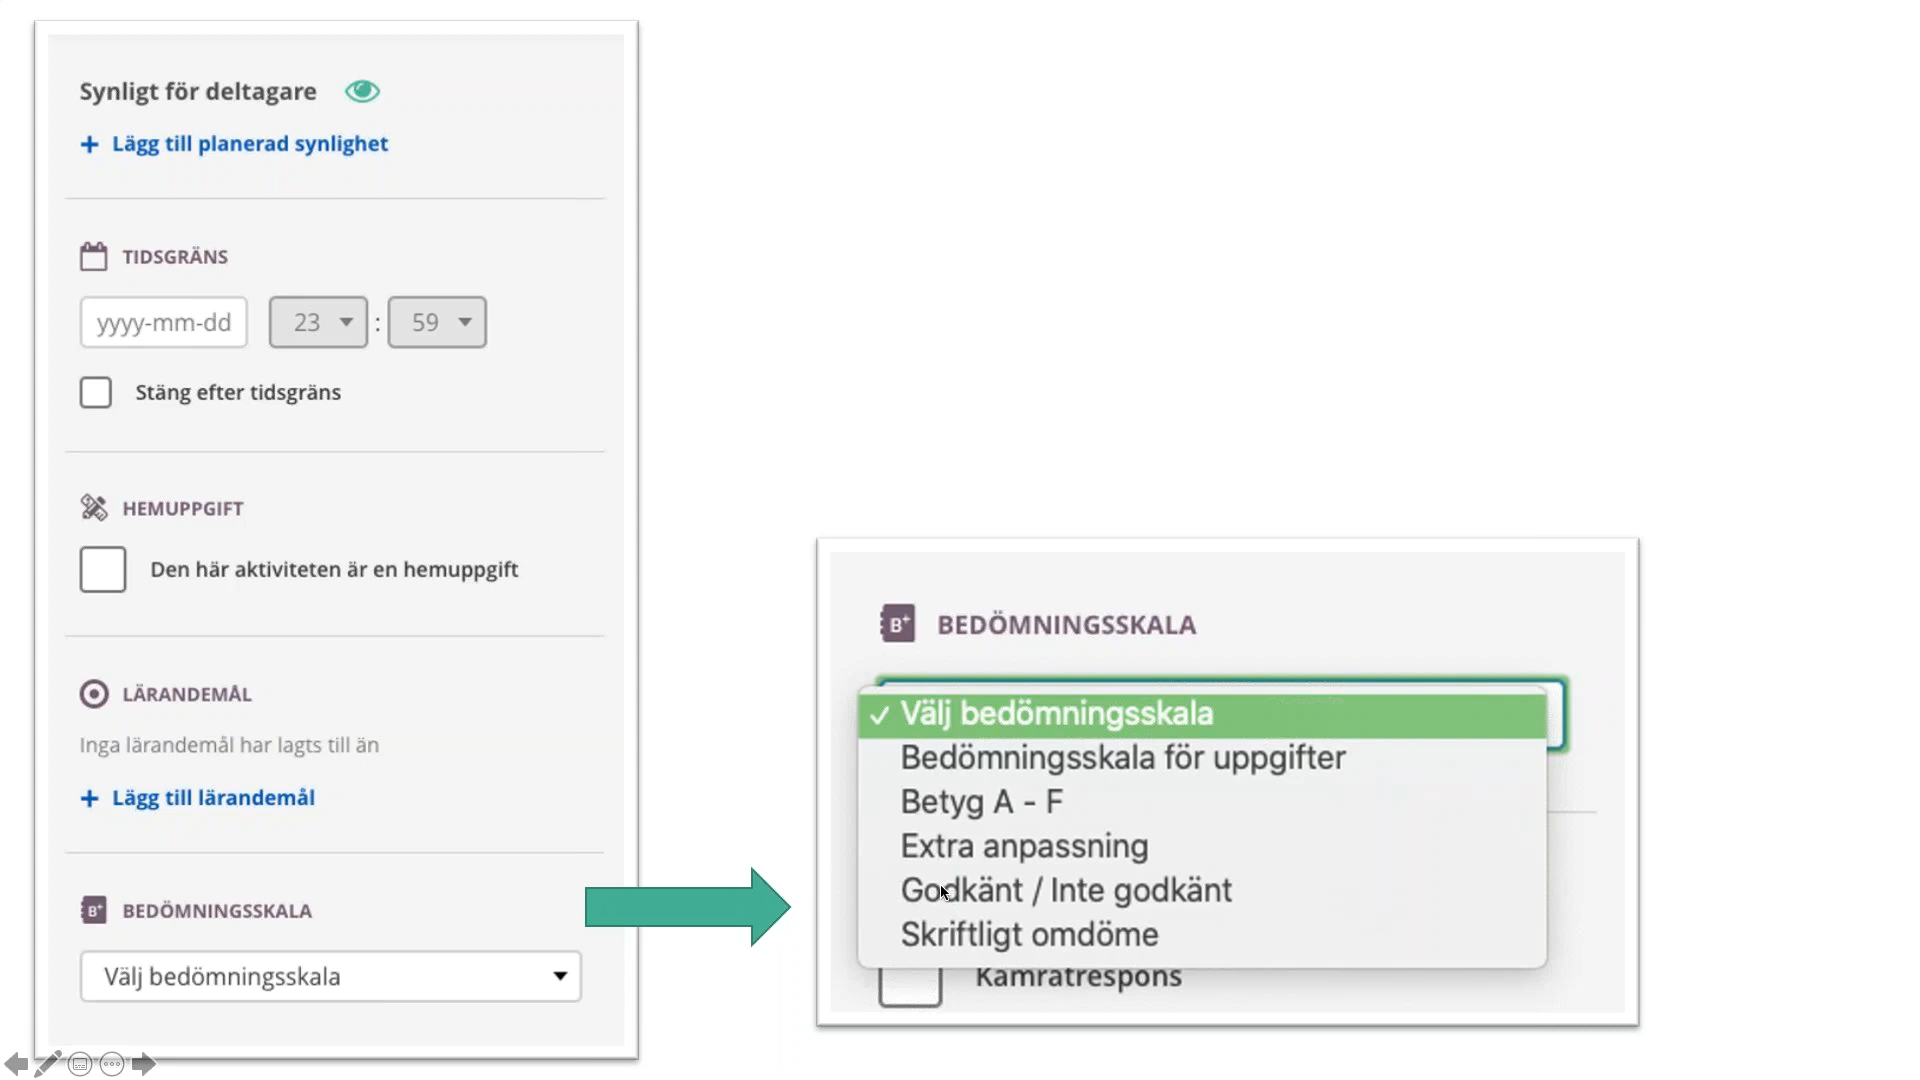 Synligt för deltagare
+ Lägg till planerad synlighet
TIDSGRÄNS
yyyy-mm-dd 23 : 59
Stäng efter tidsgräns
HEMUPPGIFT
Den här aktiviteten är en hemuppgift
LÄRANDEMÅL
Inga lärandemål har lagts till än
+ Lägg till lärandemål
B+ BEDÖMNINGSSKALA
Välj bedömningsskala
B+ BEDÖMNINGSSKALA
✓ Välj bedömningsskala
Bedömningsskala för uppgifter
Betyg A - F
Extra anpassning
Godkänt / Inte godkänt
Skriftligt omdöme
Kamratrespons